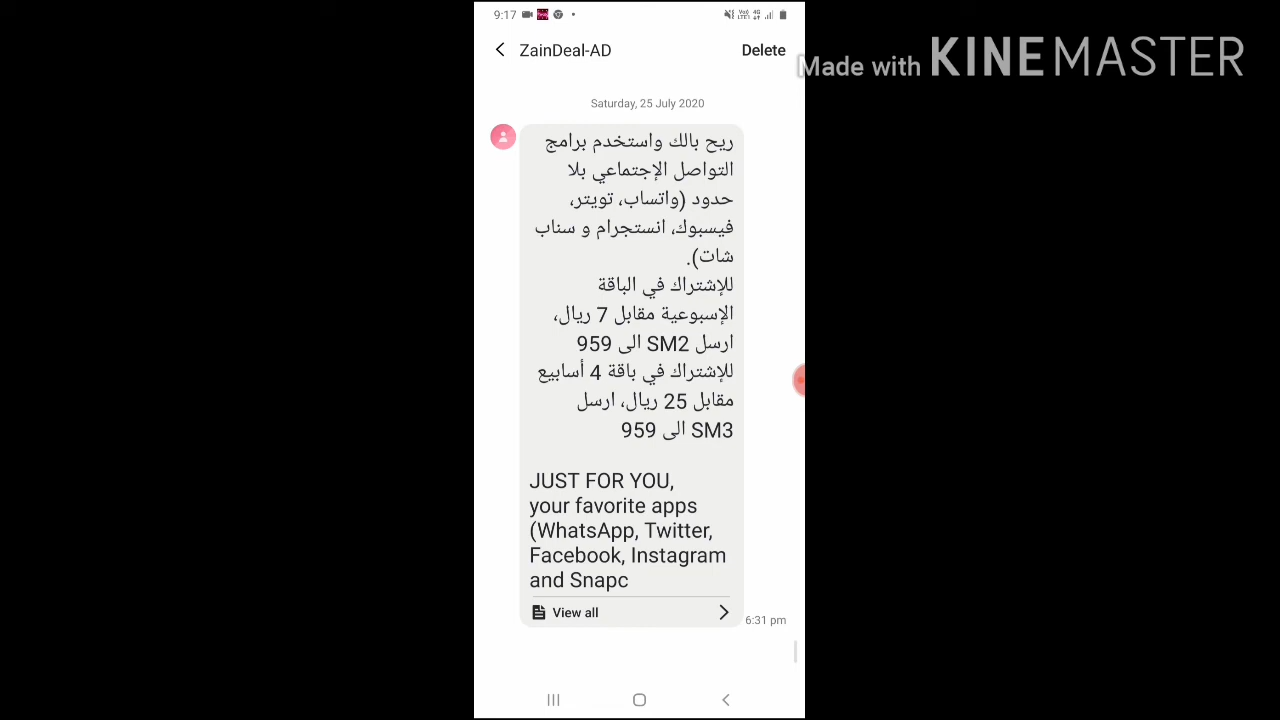 9:17
Made with KINEMASTER
ZainDeal-AD
Delete
Saturday, 25 July 2020
ريح بالك واستخدم برامج
التواصل الإجتماعي بلا
حدود (واتساب، تويتر،
فيسبوك، انستجرام و سناب
شات).
للإشتراك في الباقة
الإسبوعية مقابل 7 ريال،
ارسل SM2 الى 959
للإشتراك في باقة 4 أسابيع
مقابل 25 ريال، ارسل
SM3 الى 959
JUST FOR YOU,
your favorite apps
(WhatsApp, Twitter,
Facebook, Instagram
and Snapc
View all
6:31 pm